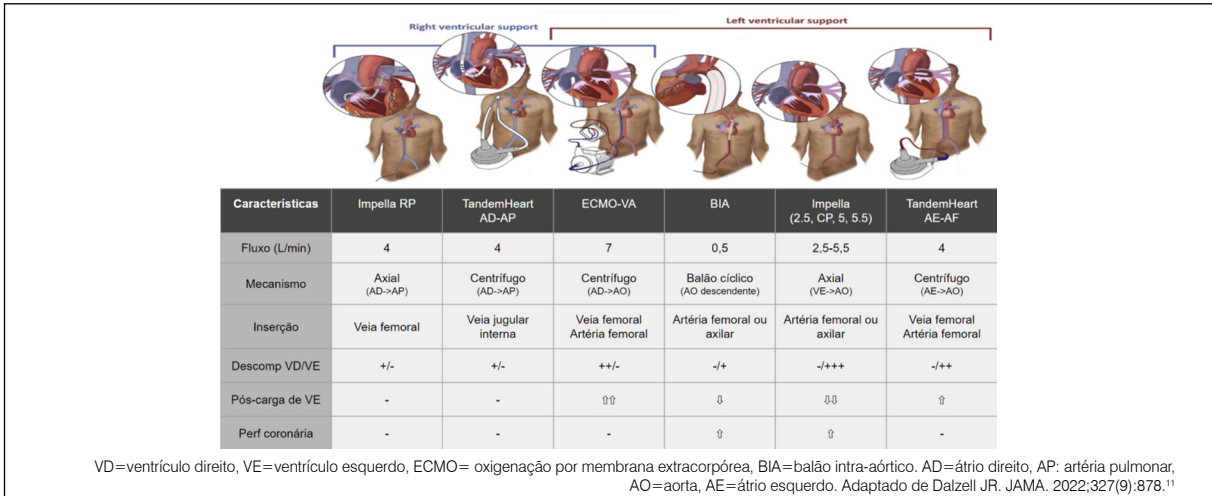 Right ventricular support
Left ventricular support
Características Impella RP TandemHeart AD-AP ECMO-VA BIA Impella (2.5, CP, 5, 5.5) TandemHeart AE-AF
Fluxo (L/min) 4 4 7 0,5 2,5-5,5 4
Mecanismo Axial (AD->AP) Centrífugo (AD->AP) Centrífugo (AD->AO) Balão cíclico (AO descendente) Axial (VE->AO) Centrífugo (AE->AO)
Inserção Veia femoral Veia jugular interna Veia femoral Artéria femoral Artéria femoral ou axilar Artéria femoral ou axilar Veia femoral Artéria femoral
Descomp VD/VE +/- +/- ++/- -/+ -/+++ -/++
Pós-carga de VE - - ⇧⇧ ⇩ ⇩⇩ ⇧
Perf coronária - - - ⇧ ⇧ -
VD=ventrículo direito, VE=ventrículo esquerdo, ECMO= oxigenação por membrana extracorpórea, BIA=balão intra-aórtico. AD=átrio direito, AP: artéria pulmonar,
AO=aorta, AE=átrio esquerdo. Adaptado de Dalzell JR. JAMA. 2022;327(9):878.¹¹